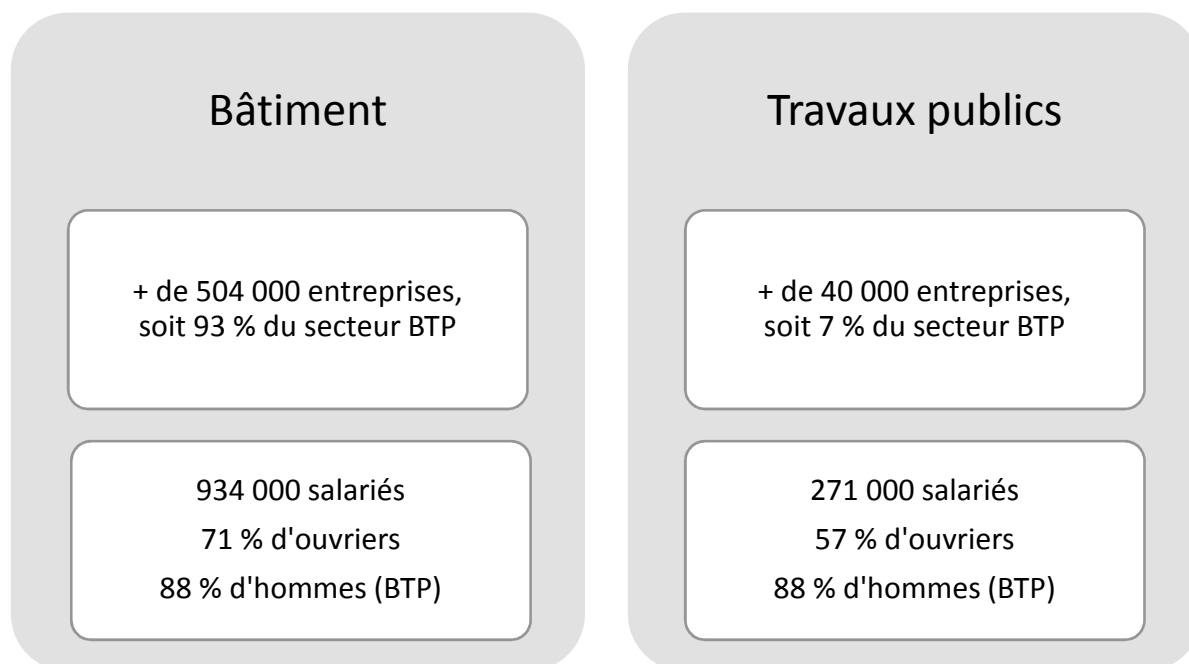 Bâtiment
+ de 504 000 entreprises,
soit 93 % du secteur BTP
934 000 salariés
71 % d'ouvriers
88 % d'hommes (BTP)
Travaux publics
+ de 40 000 entreprises,
soit 7 % du secteur BTP
271 000 salariés
57 % d'ouvriers
88 % d'hommes (BTP)